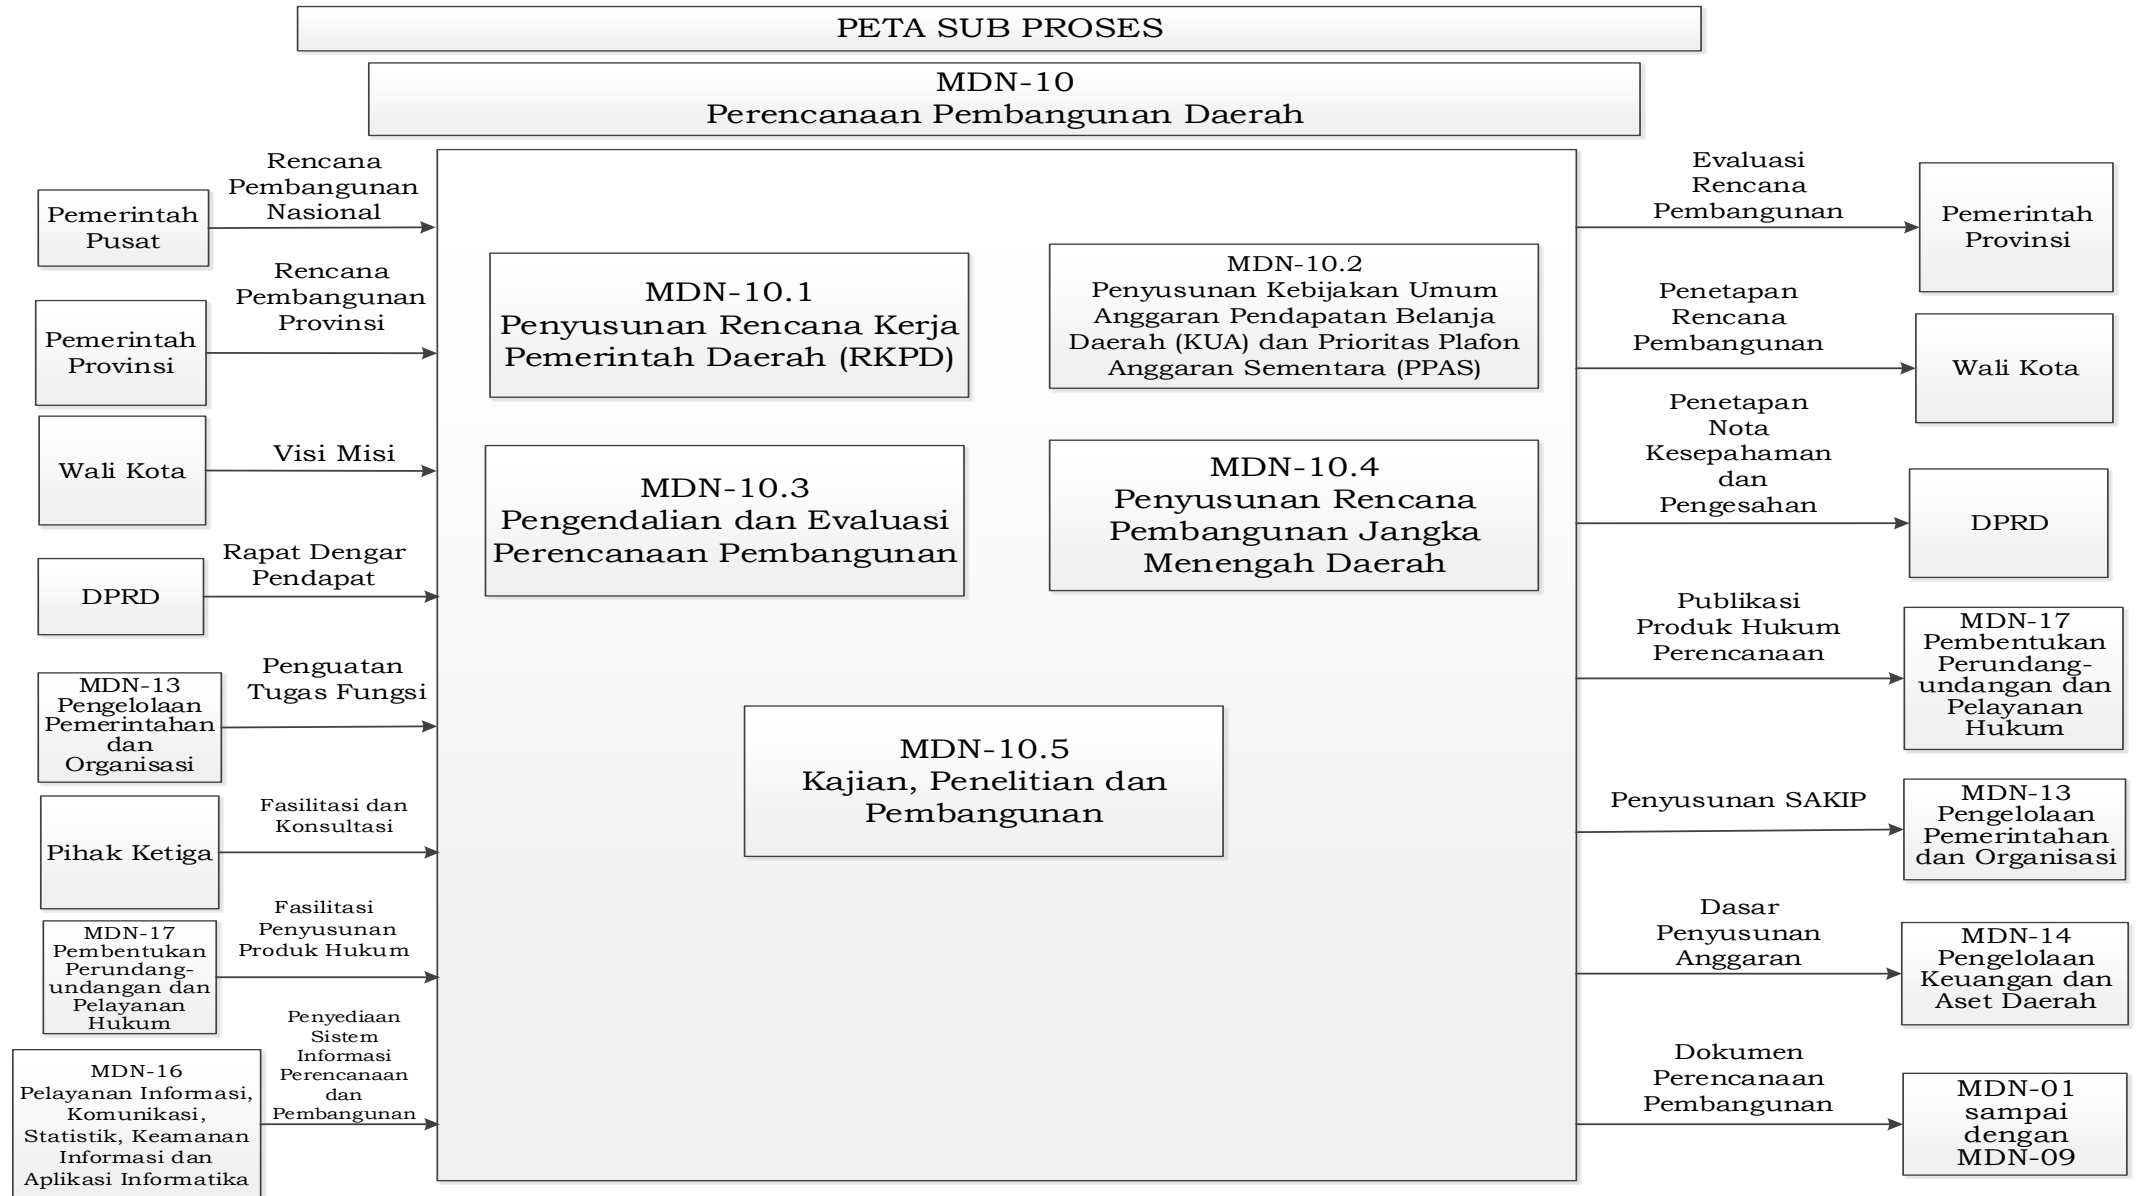 PETA SUB PROSES
MDN-10
Perencanaan Pembangunan Daerah
Pemerintah
Pusat
Rencana
Pembangunan
Nasional
Pemerintah
Provinsi
Rencana
Pembangunan
Provinsi
Wali Kota
Visi Misi
DPRD
Rapat Dengar
Pendapat
MDN-13
Pengelolaan
Pemerintahan
dan
Organisasi
Penguatan
Tugas Fungsi
Pihak Ketiga
Fasilitasi dan
Konsultasi
MDN-17
Pembentukan
Perundang-
undangan dan
Pelayanan
Hukum
Fasilitasi
Penyusunan
Produk Hukum
MDN-16
Pelayanan Informasi,
Komunikasi,
Statistik, Keamanan
Informasi dan
Aplikasi Informatika
Penyediaan
Sistem
Informasi
Perencanaan
dan
Pembangunan
MDN-10.1
Penyusunan Rencana Kerja
Pemerintah Daerah (RKPD)
MDN-10.2
Penyusunan Kebijakan Umum
Anggaran Pendapatan Belanja
Daerah (KUA) dan Prioritas Plafon
Anggaran Sementara (PPAS)
MDN-10.3
Pengendalian dan Evaluasi
Perencanaan Pembangunan
MDN-10.4
Penyusunan Rencana
Pembangunan Jangka
Menengah Daerah
MDN-10.5
Kajian, Penelitian dan
Pembangunan
Evaluasi
Rencana
Pembangunan
Pemerintah
Provinsi
Penetapan
Rencana
Pembangunan
Wali Kota
Penetapan
Nota
Kesepahaman
dan
Pengesahan
DPRD
Publikasi
Produk Hukum
Perencanaan
MDN-17
Pembentukan
Perundang-
undangan dan
Pelayanan
Hukum
Penyusunan SAKIP
MDN-13
Pengelolaan
Pemerintahan
dan Organisasi
Dasar
Penyusunan
Anggaran
MDN-14
Pengelolaan
Keuangan dan
Aset Daerah
Dokumen
Perencanaan
Pembangunan
MDN-01
sampai
dengan
MDN-09